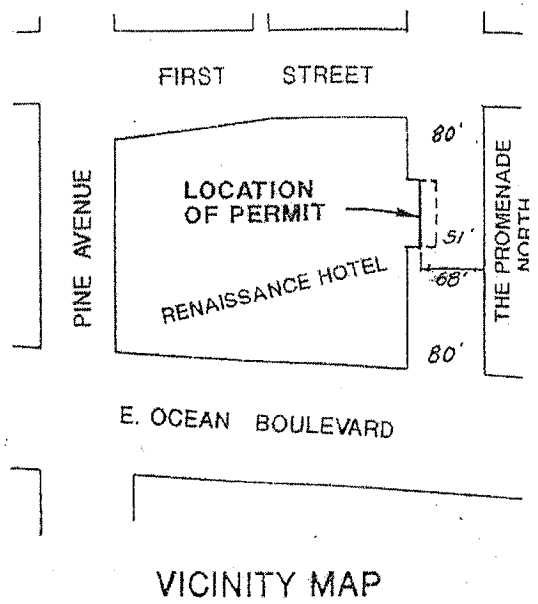 FIRST STREET
80'
PINE AVENUE
LOCATION
OF PERMIT
51'
68'
RENAISSANCE HOTEL
THE PROMENADE
NORTH
80'
E. OCEAN BOULEVARD
VICINITY MAP